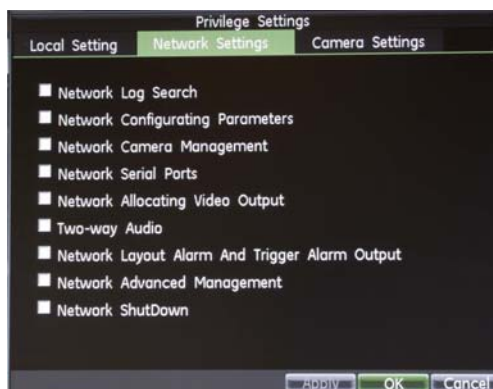 Privilege Settings
Local Setting Network Settings Camera Settings
Network Log Search
Network Configurating Parameters
Network Camera Management
Network Serial Ports
Network Allocating Video Output
Two-way Audio
Network Layout Alarm And Trigger Alarm Output
Network Advanced Management
Network ShutDown
Apply OK Cancel